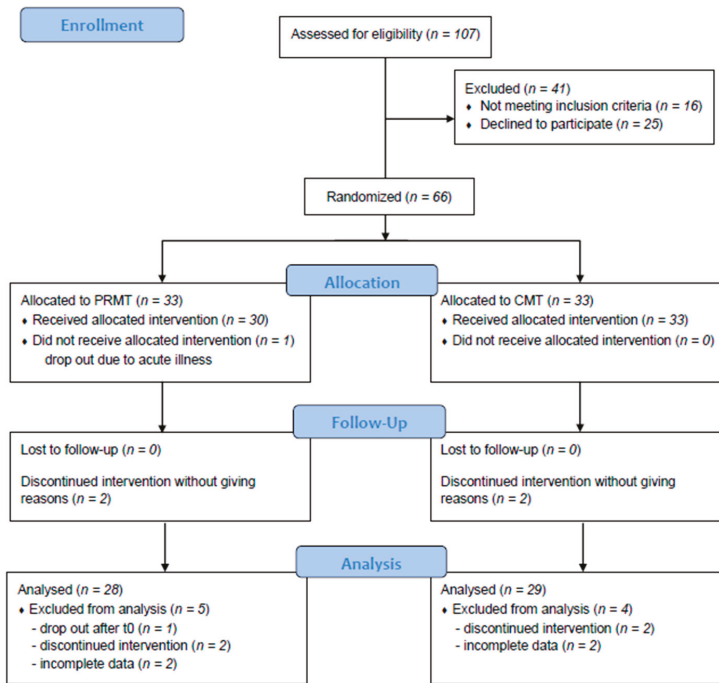 Enrollment
Assessed for eligibility (n = 107)
Excluded (n = 41)
♦ Not meeting inclusion criteria (n = 16)
♦ Declined to participate (n = 25)
Randomized (n = 66)
Allocation
Allocated to PRMT (n = 33)
♦ Received allocated intervention (n = 30)
♦ Did not receive allocated intervention (n = 1)
drop out due to acute illness
Allocated to CMT (n = 33)
♦ Received allocated intervention (n = 33)
♦ Did not receive allocated intervention (n = 0)
Follow-Up
Lost to follow-up (n = 0)
Discontinued intervention without giving
reasons (n = 2)
Lost to follow-up (n = 0)
Discontinued intervention without giving
reasons (n = 2)
Analysis
Analysed (n = 28)
♦ Excluded from analysis (n = 5)
- drop out after t0 (n = 1)
- discontinued intervention (n = 2)
- incomplete data (n = 2)
Analysed (n = 29)
♦ Excluded from analysis (n = 4)
- discontinued intervention (n = 2)
- incomplete data (n = 2)